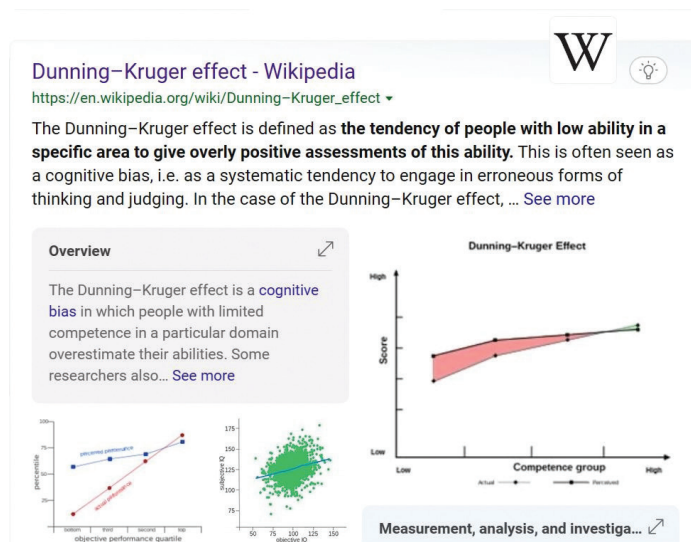 W
Dunning–Kruger effect - Wikipedia
https://en.wikipedia.org/wiki/Dunning–Kruger_effect
The Dunning–Kruger effect is defined as the tendency of people with low ability in a
specific area to give overly positive assessments of this ability. This is often seen as
a cognitive bias, i.e. as a systematic tendency to engage in erroneous forms of
thinking and judging. In the case of the Dunning–Kruger effect, … See more
Overview
The Dunning–Kruger effect is a cognitive
bias in which people with limited
competence in a particular domain
overestimate their abilities. Some
researchers also… See more
Dunning–Kruger Effect
High
Score
Low
Low
Competence group
High
Actual
Perceived
100
75
50
25
percentile
perceived performance
actual performance
bottom
third
second
top
objective performance quartile
175
150
125
100
75
subjective IQ
50
75
100
125
150
objective IQ
Measurement, analysis, and investiga…